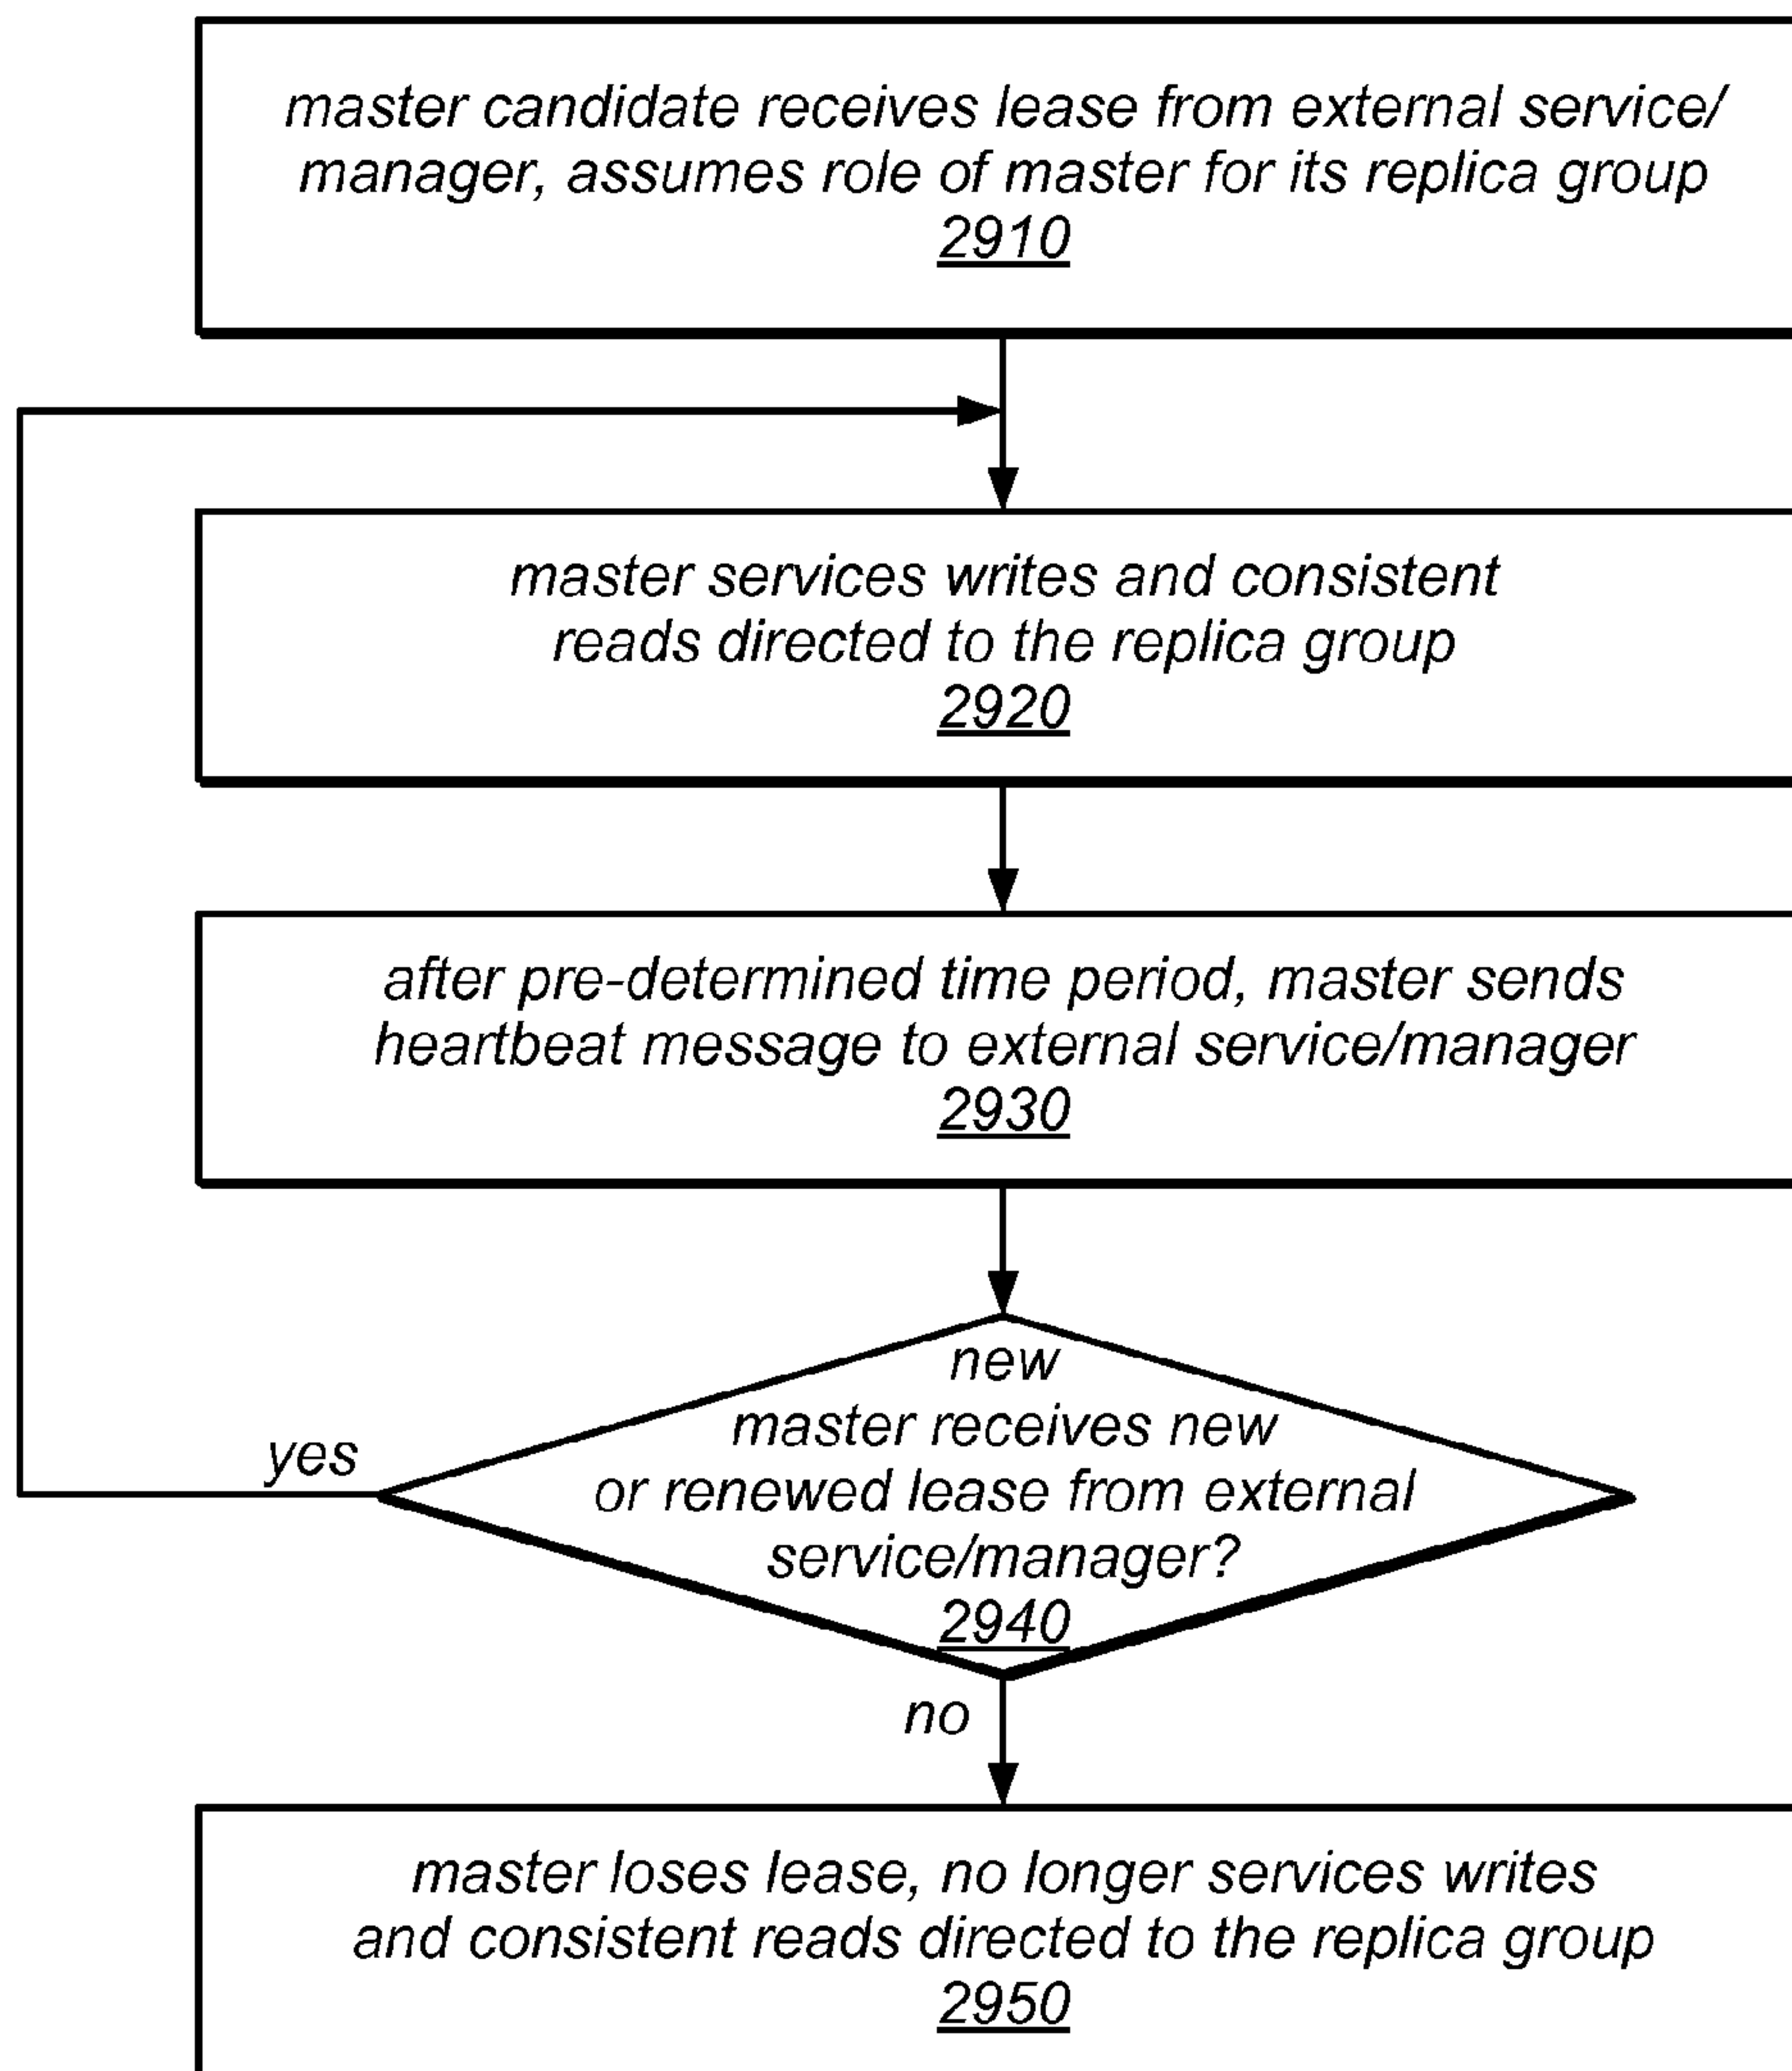 master candidate receives lease from external service/
manager, assumes role of master for its replica group
2910
master services writes and consistent
reads directed to the replica group
2920
after pre-determined time period, master sends
heartbeat message to external service/manager
2930
new
master receives new
or renewed lease from external
service/manager?
2940
yes
no
master loses lease, no longer services writes
and consistent reads directed to the replica group
2950